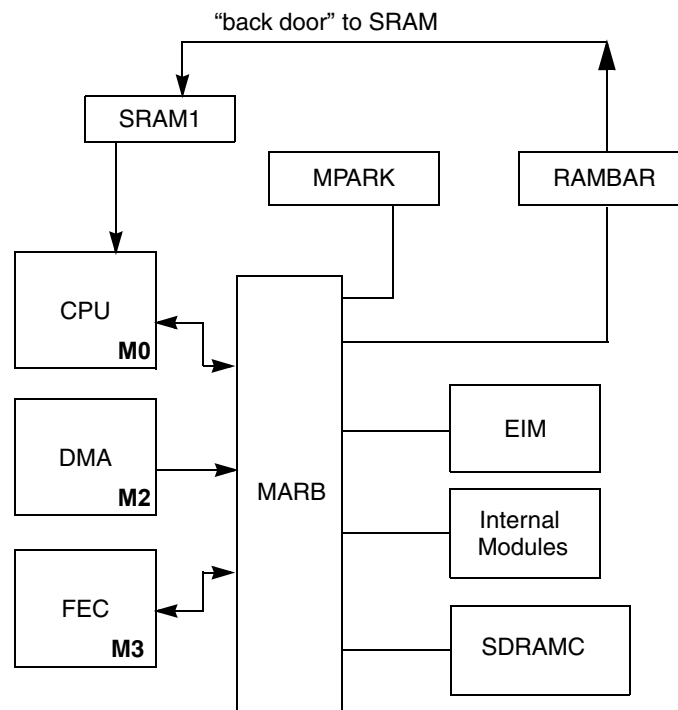 “back door” to SRAM
SRAM1
MPARK
RAMBAR
CPU
M0
EIM
DMA
M2
MARB
Internal
Modules
FEC
M3
SDRAMC